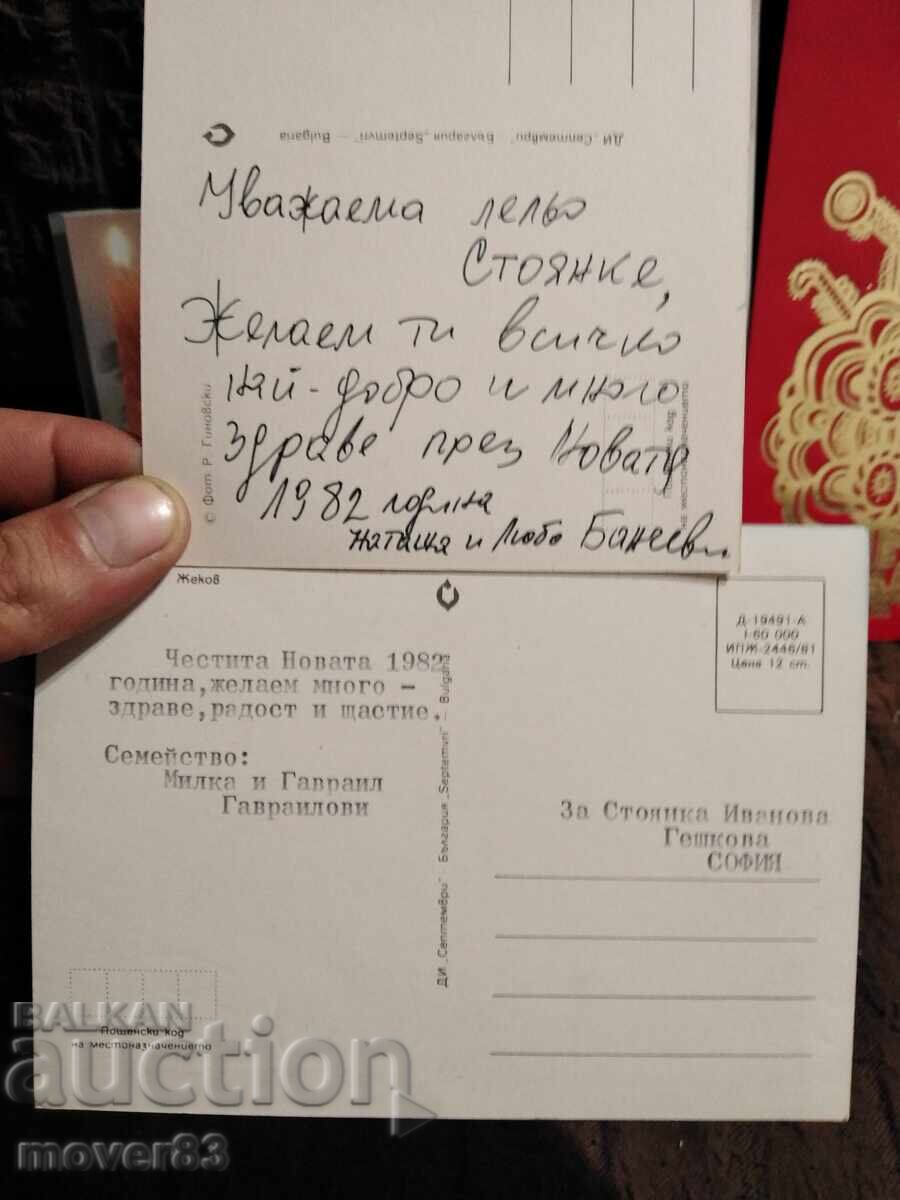 ДИ „Септември" България „Septemvri" — Bulgaria
Уважаема лельо
Стоянке,
Желаем ти всичко
най-добро и много
здраве през Новата
1982 година
Наташа и Любо Баневи
© Фот. Р. Гиновски
код
на местоназначението
Жеков
Честита Новата 1982
година, желаем много –
здраве, радост и щастие.
Семейство:
Милка и Гавраил
Гавраилови
ДИ „Септември" – България „Septemvri" – Bulgaria
Д-19491-А
1-60 000
ИПЖ-2446/81
Цена 12 ст.
За Стоянка Иванова
Гешкова
СОФИЯ
Пощенски код
на местоназначението
BALKAN
auction
mover83